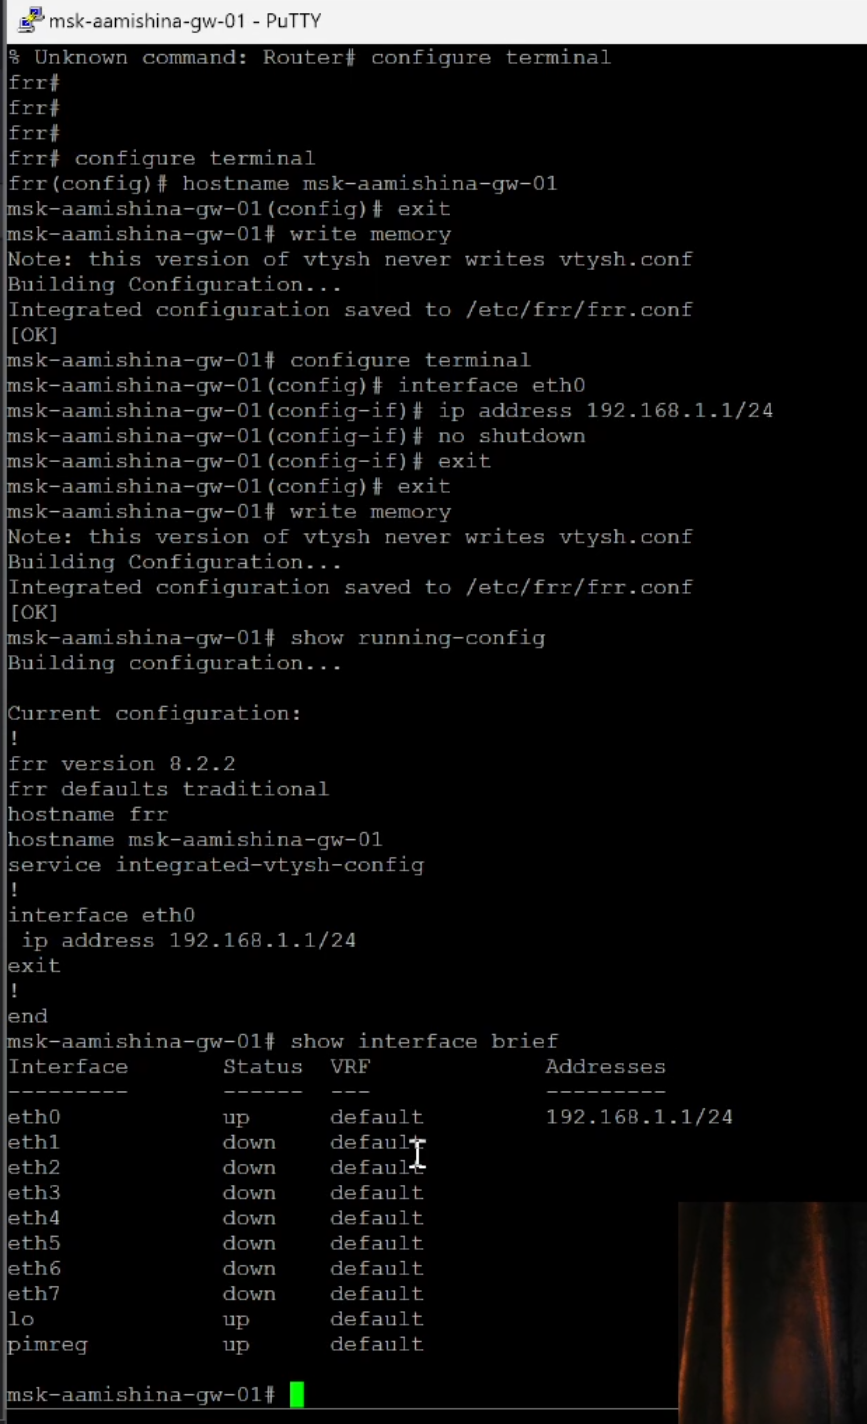 msk-aamishina-gw-01 - PuTTY
% Unknown command: Router# configure terminal
frr#
frr#
frr#
frr# configure terminal
frr(config)# hostname msk-aamishina-gw-01
msk-aamishina-gw-01(config)# exit
msk-aamishina-gw-01# write memory
Note: this version of vtysh never writes vtysh.conf
Building Configuration...
Integrated configuration saved to /etc/frr/frr.conf
[OK]
msk-aamishina-gw-01# configure terminal
msk-aamishina-gw-01(config)# interface eth0
msk-aamishina-gw-01(config-if)# ip address 192.168.1.1/24
msk-aamishina-gw-01(config-if)# no shutdown
msk-aamishina-gw-01(config-if)# exit
msk-aamishina-gw-01(config)# exit
msk-aamishina-gw-01# write memory
Note: this version of vtysh never writes vtysh.conf
Building Configuration...
Integrated configuration saved to /etc/frr/frr.conf
[OK]
msk-aamishina-gw-01# show running-config
Building configuration...

Current configuration:
!
frr version 8.2.2
frr defaults traditional
hostname frr
hostname msk-aamishina-gw-01
service integrated-vtysh-config
!
interface eth0
 ip address 192.168.1.1/24
exit
!
end
msk-aamishina-gw-01# show interface brief
Interface       Status  VRF             Addresses
---------       ------  ---             ---------
eth0            up      default         192.168.1.1/24
eth1            down    default
eth2            down    default
eth3            down    default
eth4            down    default
eth5            down    default
eth6            down    default
eth7            down    default
lo              up      default
pimreg          up      default

msk-aamishina-gw-01#